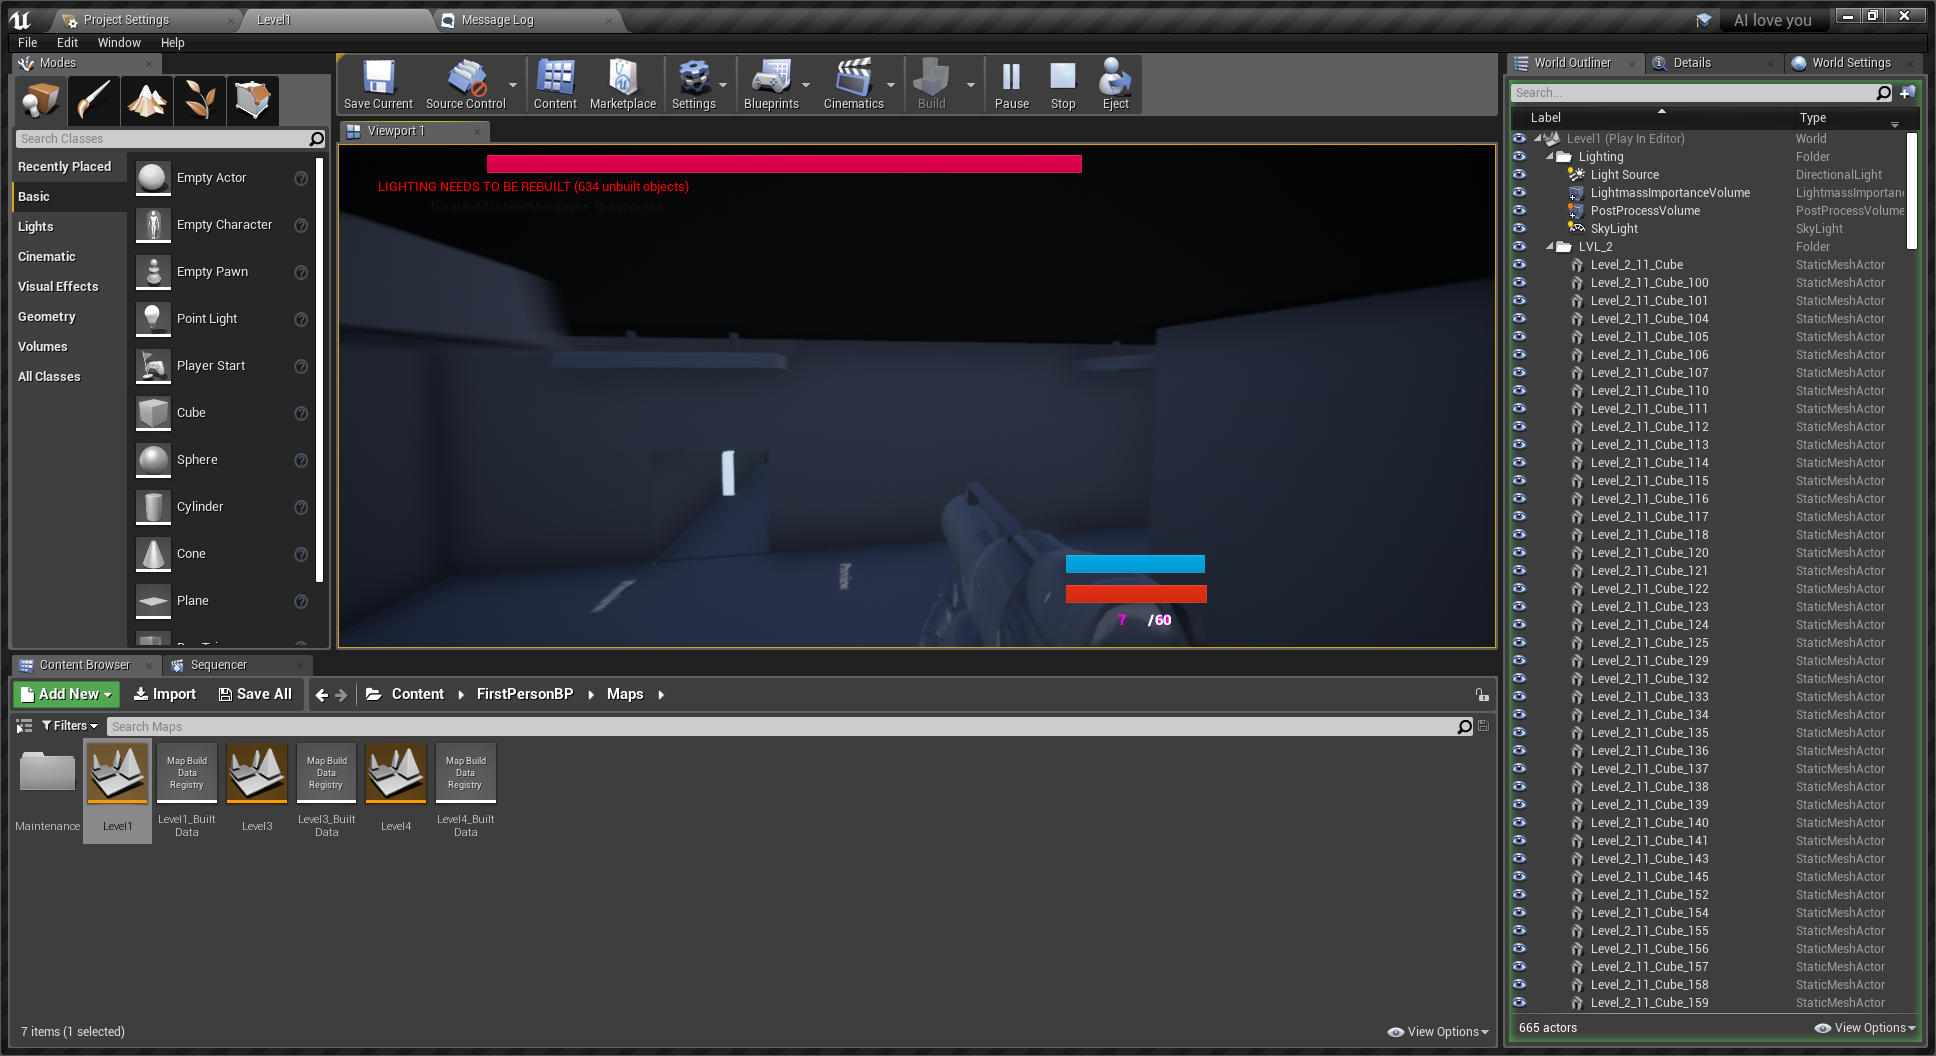 Project Settings
Level1
Message Log
AI love you
File Edit Window Help
Modes
Save Current
Source Control
Content
Marketplace
Settings
Blueprints
Cinematics
Build
Pause
Stop
Eject
World Outliner
Details
World Settings
Search Classes
Recently Placed
Basic
Lights
Cinematic
Visual Effects
Geometry
Volumes
All Classes
Empty Actor
Empty Character
Empty Pawn
Point Light
Player Start
Cube
Sphere
Cylinder
Cone
Plane
Viewport 1
LIGHTING NEEDS TO BE REBUILT (634 unbuilt objects)
'DisableAllScreenMessages' to suppress
7 /60
Search...
Label Type
Level1 (Play In Editor) World
Lighting Folder
Light Source DirectionalLight
LightmassImportanceVolume LightmassImportan
PostProcessVolume PostProcessVolume
SkyLight SkyLight
LVL_2 Folder
Level_2_11_Cube StaticMeshActor
Level_2_11_Cube_100 StaticMeshActor
Level_2_11_Cube_101 StaticMeshActor
Level_2_11_Cube_104 StaticMeshActor
Level_2_11_Cube_105 StaticMeshActor
Level_2_11_Cube_106 StaticMeshActor
Level_2_11_Cube_107 StaticMeshActor
Level_2_11_Cube_110 StaticMeshActor
Level_2_11_Cube_111 StaticMeshActor
Level_2_11_Cube_112 StaticMeshActor
Level_2_11_Cube_113 StaticMeshActor
Level_2_11_Cube_114 StaticMeshActor
Level_2_11_Cube_115 StaticMeshActor
Level_2_11_Cube_116 StaticMeshActor
Level_2_11_Cube_117 StaticMeshActor
Level_2_11_Cube_118 StaticMeshActor
Level_2_11_Cube_120 StaticMeshActor
Level_2_11_Cube_121 StaticMeshActor
Level_2_11_Cube_122 StaticMeshActor
Level_2_11_Cube_123 StaticMeshActor
Level_2_11_Cube_124 StaticMeshActor
Level_2_11_Cube_125 StaticMeshActor
Level_2_11_Cube_129 StaticMeshActor
Level_2_11_Cube_132 StaticMeshActor
Level_2_11_Cube_133 StaticMeshActor
Level_2_11_Cube_134 StaticMeshActor
Level_2_11_Cube_135 StaticMeshActor
Level_2_11_Cube_136 StaticMeshActor
Level_2_11_Cube_137 StaticMeshActor
Level_2_11_Cube_138 StaticMeshActor
Level_2_11_Cube_139 StaticMeshActor
Level_2_11_Cube_140 StaticMeshActor
Level_2_11_Cube_141 StaticMeshActor
Level_2_11_Cube_143 StaticMeshActor
Level_2_11_Cube_145 StaticMeshActor
Level_2_11_Cube_152 StaticMeshActor
Level_2_11_Cube_154 StaticMeshActor
Level_2_11_Cube_155 StaticMeshActor
Level_2_11_Cube_156 StaticMeshActor
Level_2_11_Cube_157 StaticMeshActor
Level_2_11_Cube_158 StaticMeshActor
Level_2_11_Cube_159 StaticMeshActor
665 actors
View Options
Content Browser
Sequencer
Add New
Import
Save All
Content
FirstPersonBP
Maps
Filters
Search Maps
Maintenance
Level1
Map Build
Data
Registry
Level1_Built
Data
Level3
Map Build
Data
Registry
Level3_Built
Data
Level4
Map Build
Data
Registry
Level4_Built
Data
7 items (1 selected)
View Options